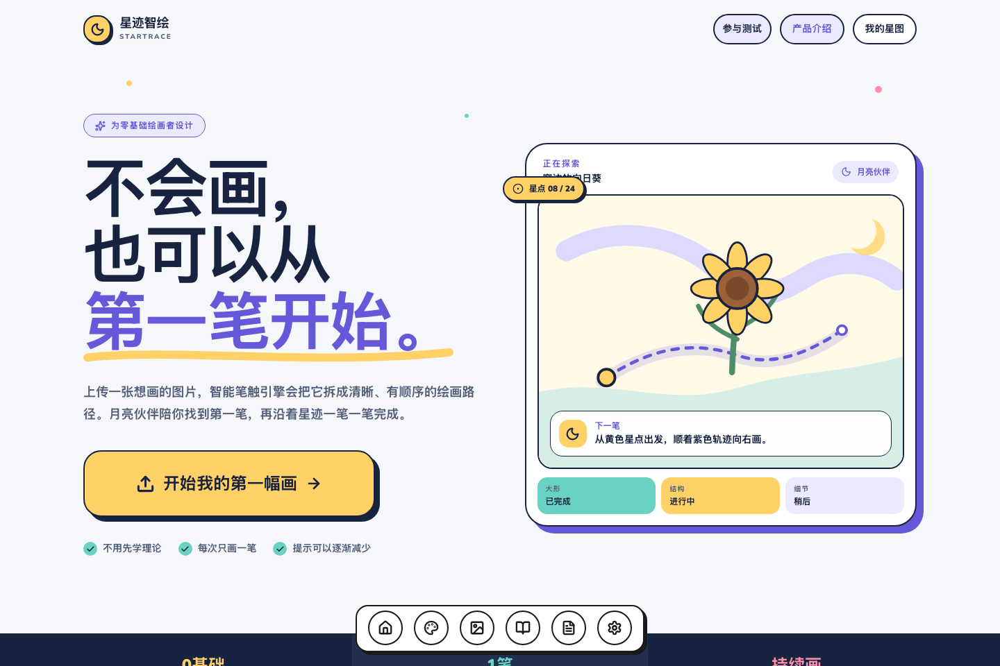 星迹智绘
STARTRACE
参与测试
产品介绍
我的星图
为零基础绘画者设计
不会画，
也可以从
第一笔开始。
上传一张想画的图片，智能笔触引擎会把它拆成清晰、有顺序的绘画路
径。月亮伙伴陪你找到第一笔，再沿着星迹一笔一笔完成。
开始我的第一幅画
不用先学理论
每次只画一笔
提示可以逐渐减少
正在探索
向日葵
月亮伙伴
星点 08 / 24
下一笔
从黄色星点出发，顺着紫色轨迹向右画。
大形
已完成
结构
进行中
细节
稍后
0基础
1笔
持续画